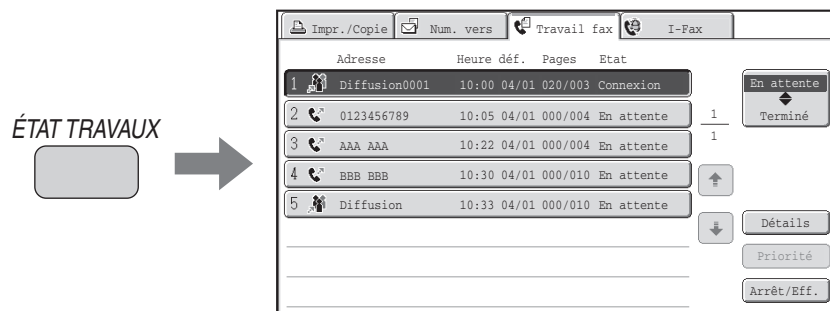 ÉTAT TRAVAUX
Impr./Copie Num. vers Travail fax I-Fax
Adresse Heure déf. Pages Etat
1 Diffusion0001 10:00 04/01 020/003 Connexion
2 0123456789 10:05 04/01 000/004 En attente
3 AAA AAA 10:22 04/01 000/004 En attente
4 BBB BBB 10:30 04/01 000/010 En attente
5 Diffusion 10:33 04/01 000/010 En attente
1
1
En attente
Terminé
Détails
Priorité
Arrêt/Eff.